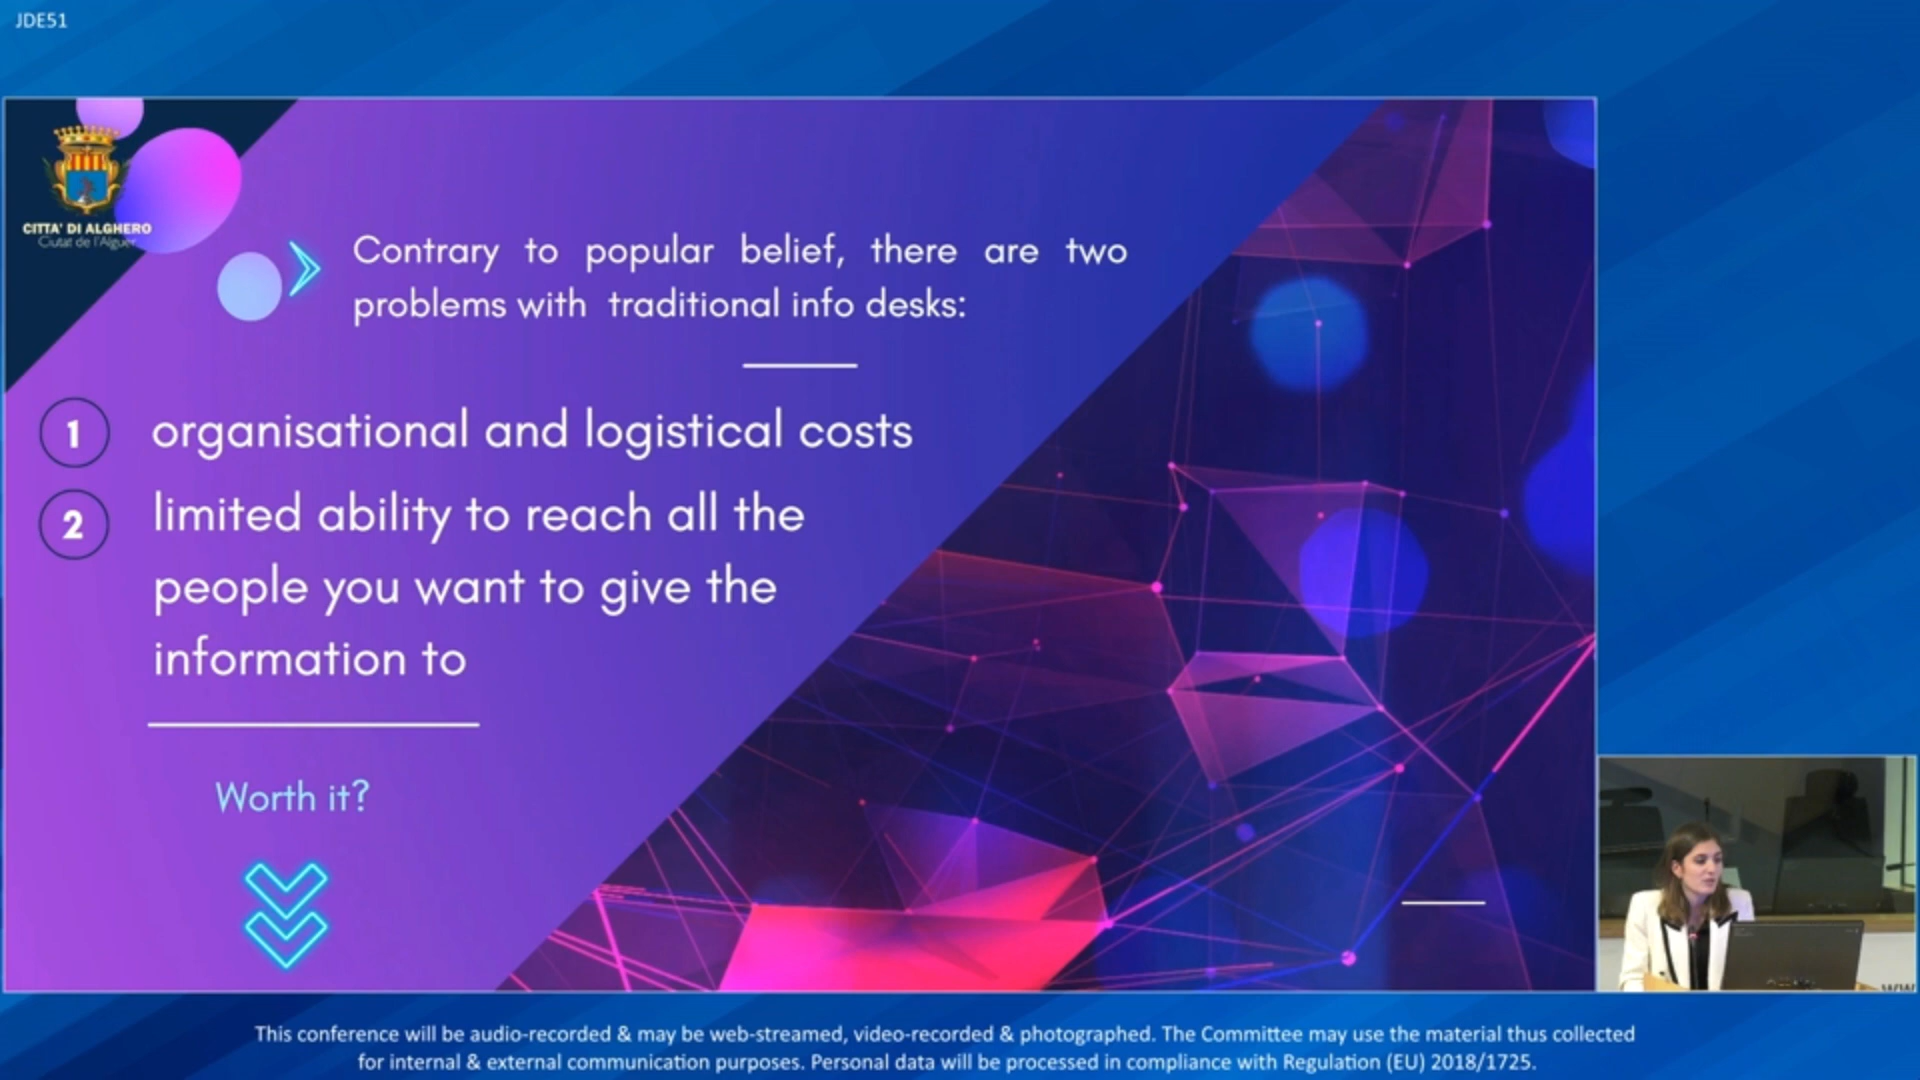 JDE51
CITTA' DI ALGHERO
Ciutat de l'Alguer
Contrary to popular belief, there are two
problems with traditional info desks:
1 organisational and logistical costs
2 limited ability to reach all the
people you want to give the
information to
Worth it?
ww
This conference will be audio-recorded & may be web-streamed, video-recorded & photographed. The Committee may use the material thus collected
for internal & external communication purposes. Personal data will be processed in compliance with Regulation (EU) 2018/1725.